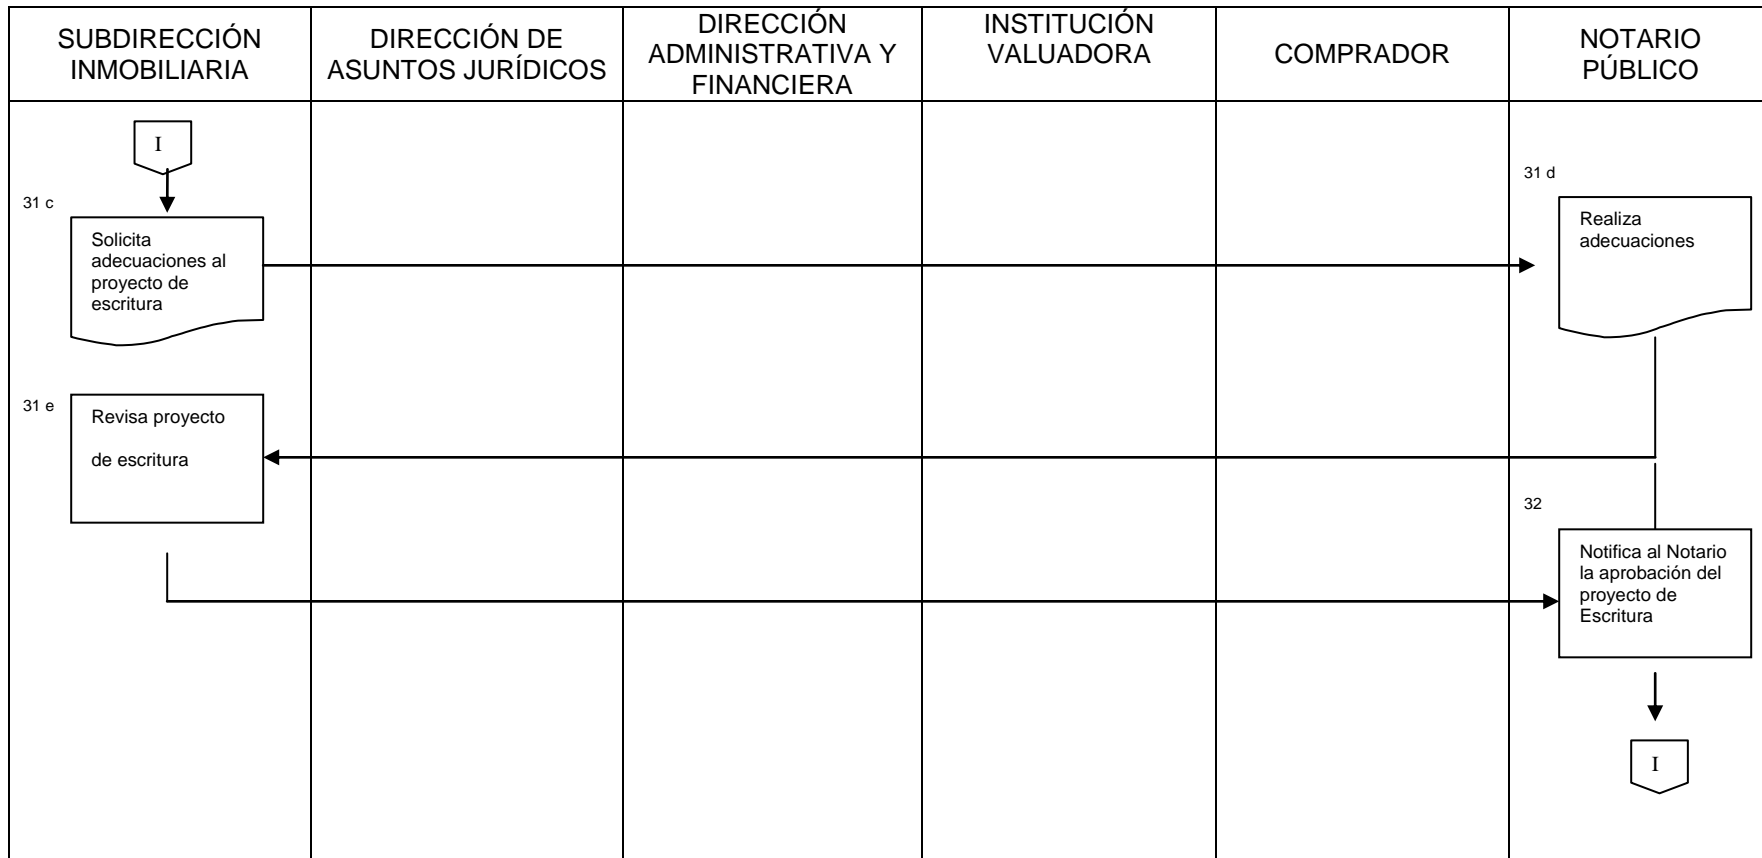 SUBDIRECCIÓN
INMOBILIARIA
DIRECCIÓN DE
ASUNTOS JURÍDICOS
DIRECCIÓN
ADMINISTRATIVA Y
FINANCIERA
INSTITUCIÓN
VALUADORA
COMPRADOR
NOTARIO
PÚBLICO
I
31 c
Solicita
adecuaciones al
proyecto de
escritura
31 d
Realiza
adecuaciones
31 e
Revisa proyecto
de escritura
32
Notifica al Notario
la aprobación del
proyecto de
Escritura
I